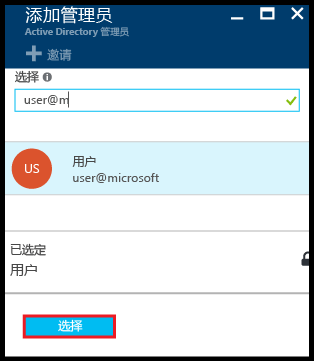 添加管理员
Active Directory 管理员
邀请
选择
user@m
US
用户
user@microsoft
已选定
用户
选择